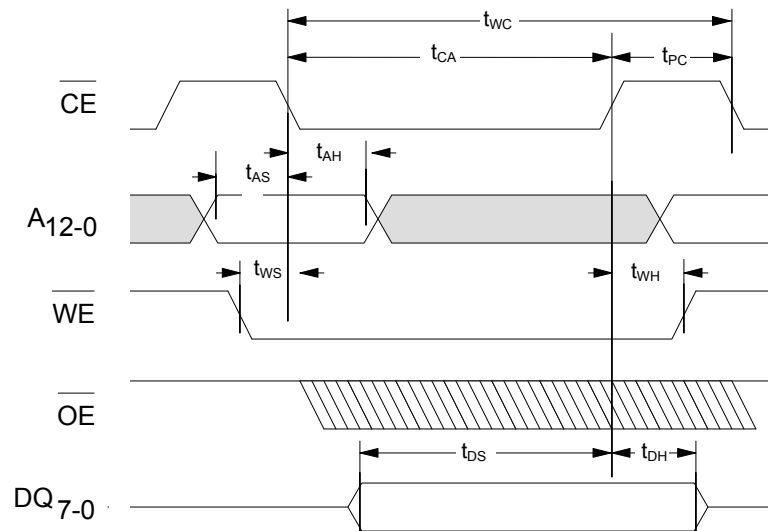 tWC
tCA
tPC
CE
tAH
tAS
A12-0
tWS
tWH
WE
OE
tDS
tDH
DQ7-0